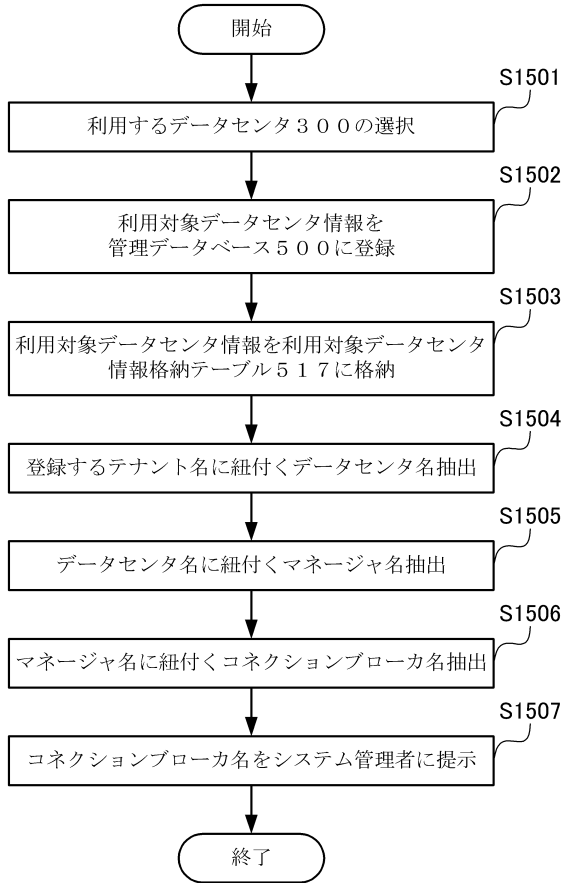 開始
S1501
利用するデータセンタ３００の選択
S1502
利用対象データセンタ情報を
管理データベース５００に登録
S1503
利用対象データセンタ情報を利用対象データセンタ
情報格納テーブル５１７に格納
S1504
登録するテナント名に紐付くデータセンタ名抽出
S1505
データセンタ名に紐付くマネージャ名抽出
S1506
マネージャ名に紐付くコネクションブローカ名抽出
S1507
コネクションブローカ名をシステム管理者に提示
終了